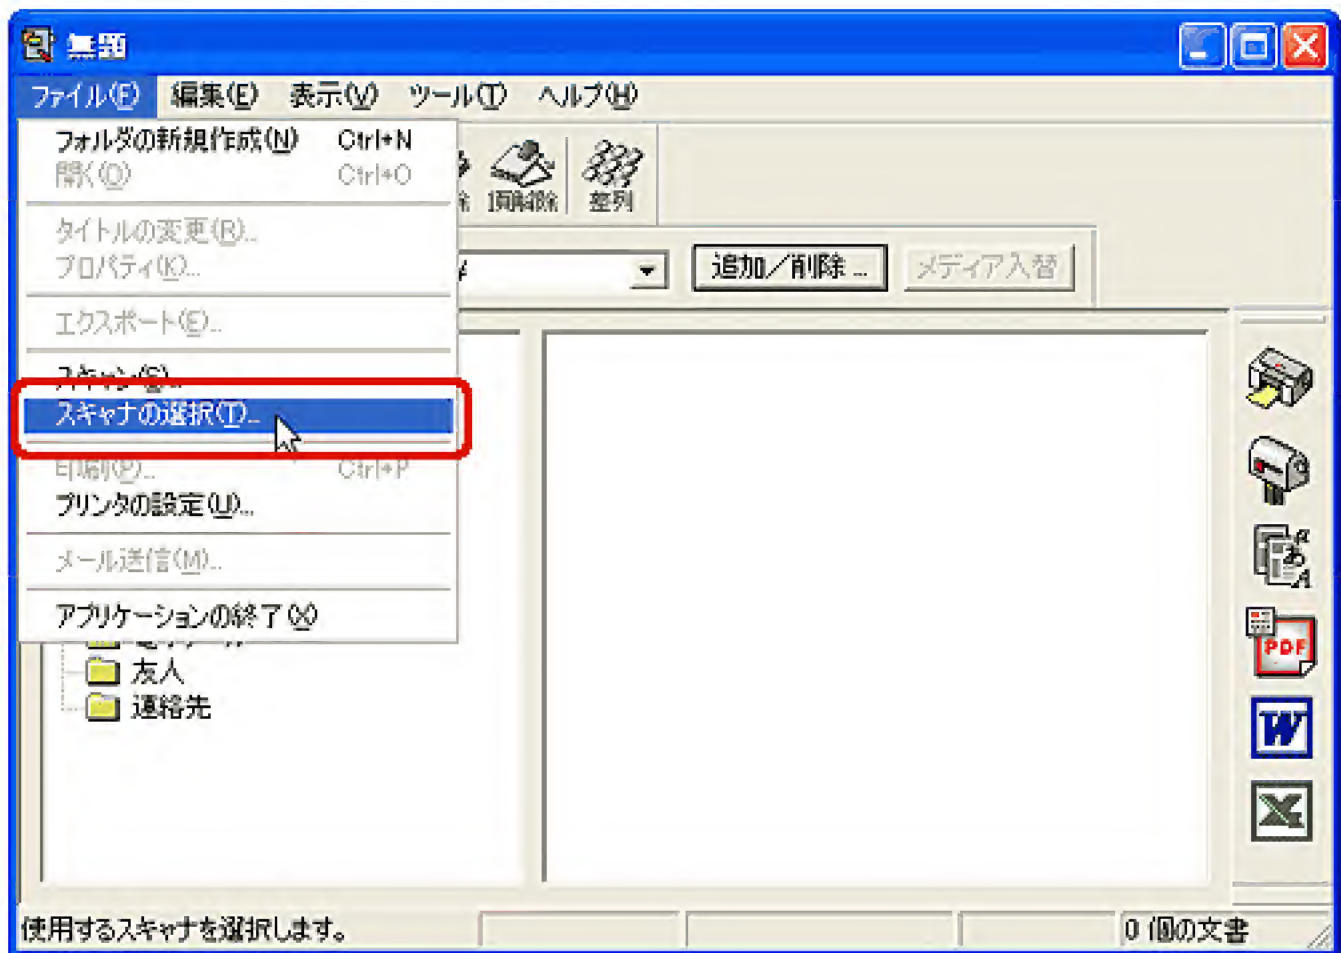 無題
ファイル(F) 編集(E) 表示(V) ツール(T) ヘルプ(H)
フォルダの新規作成(N) Ctrl+N
開く(O) Ctrl+O
頁解除 整列
タイトルの変更(R)...
プロパティ(K)...
追加／削除 ... メディア入替
エクスポート(E)...
スキャン(S)...
スキャナの選択(T)...
印刷(P)... Ctrl+P
プリンタの設定(U)...
メール送信(M)...
アプリケーションの終了(X)
友人
連絡先
PDF
W
使用するスキャナを選択します。 0 個の文書